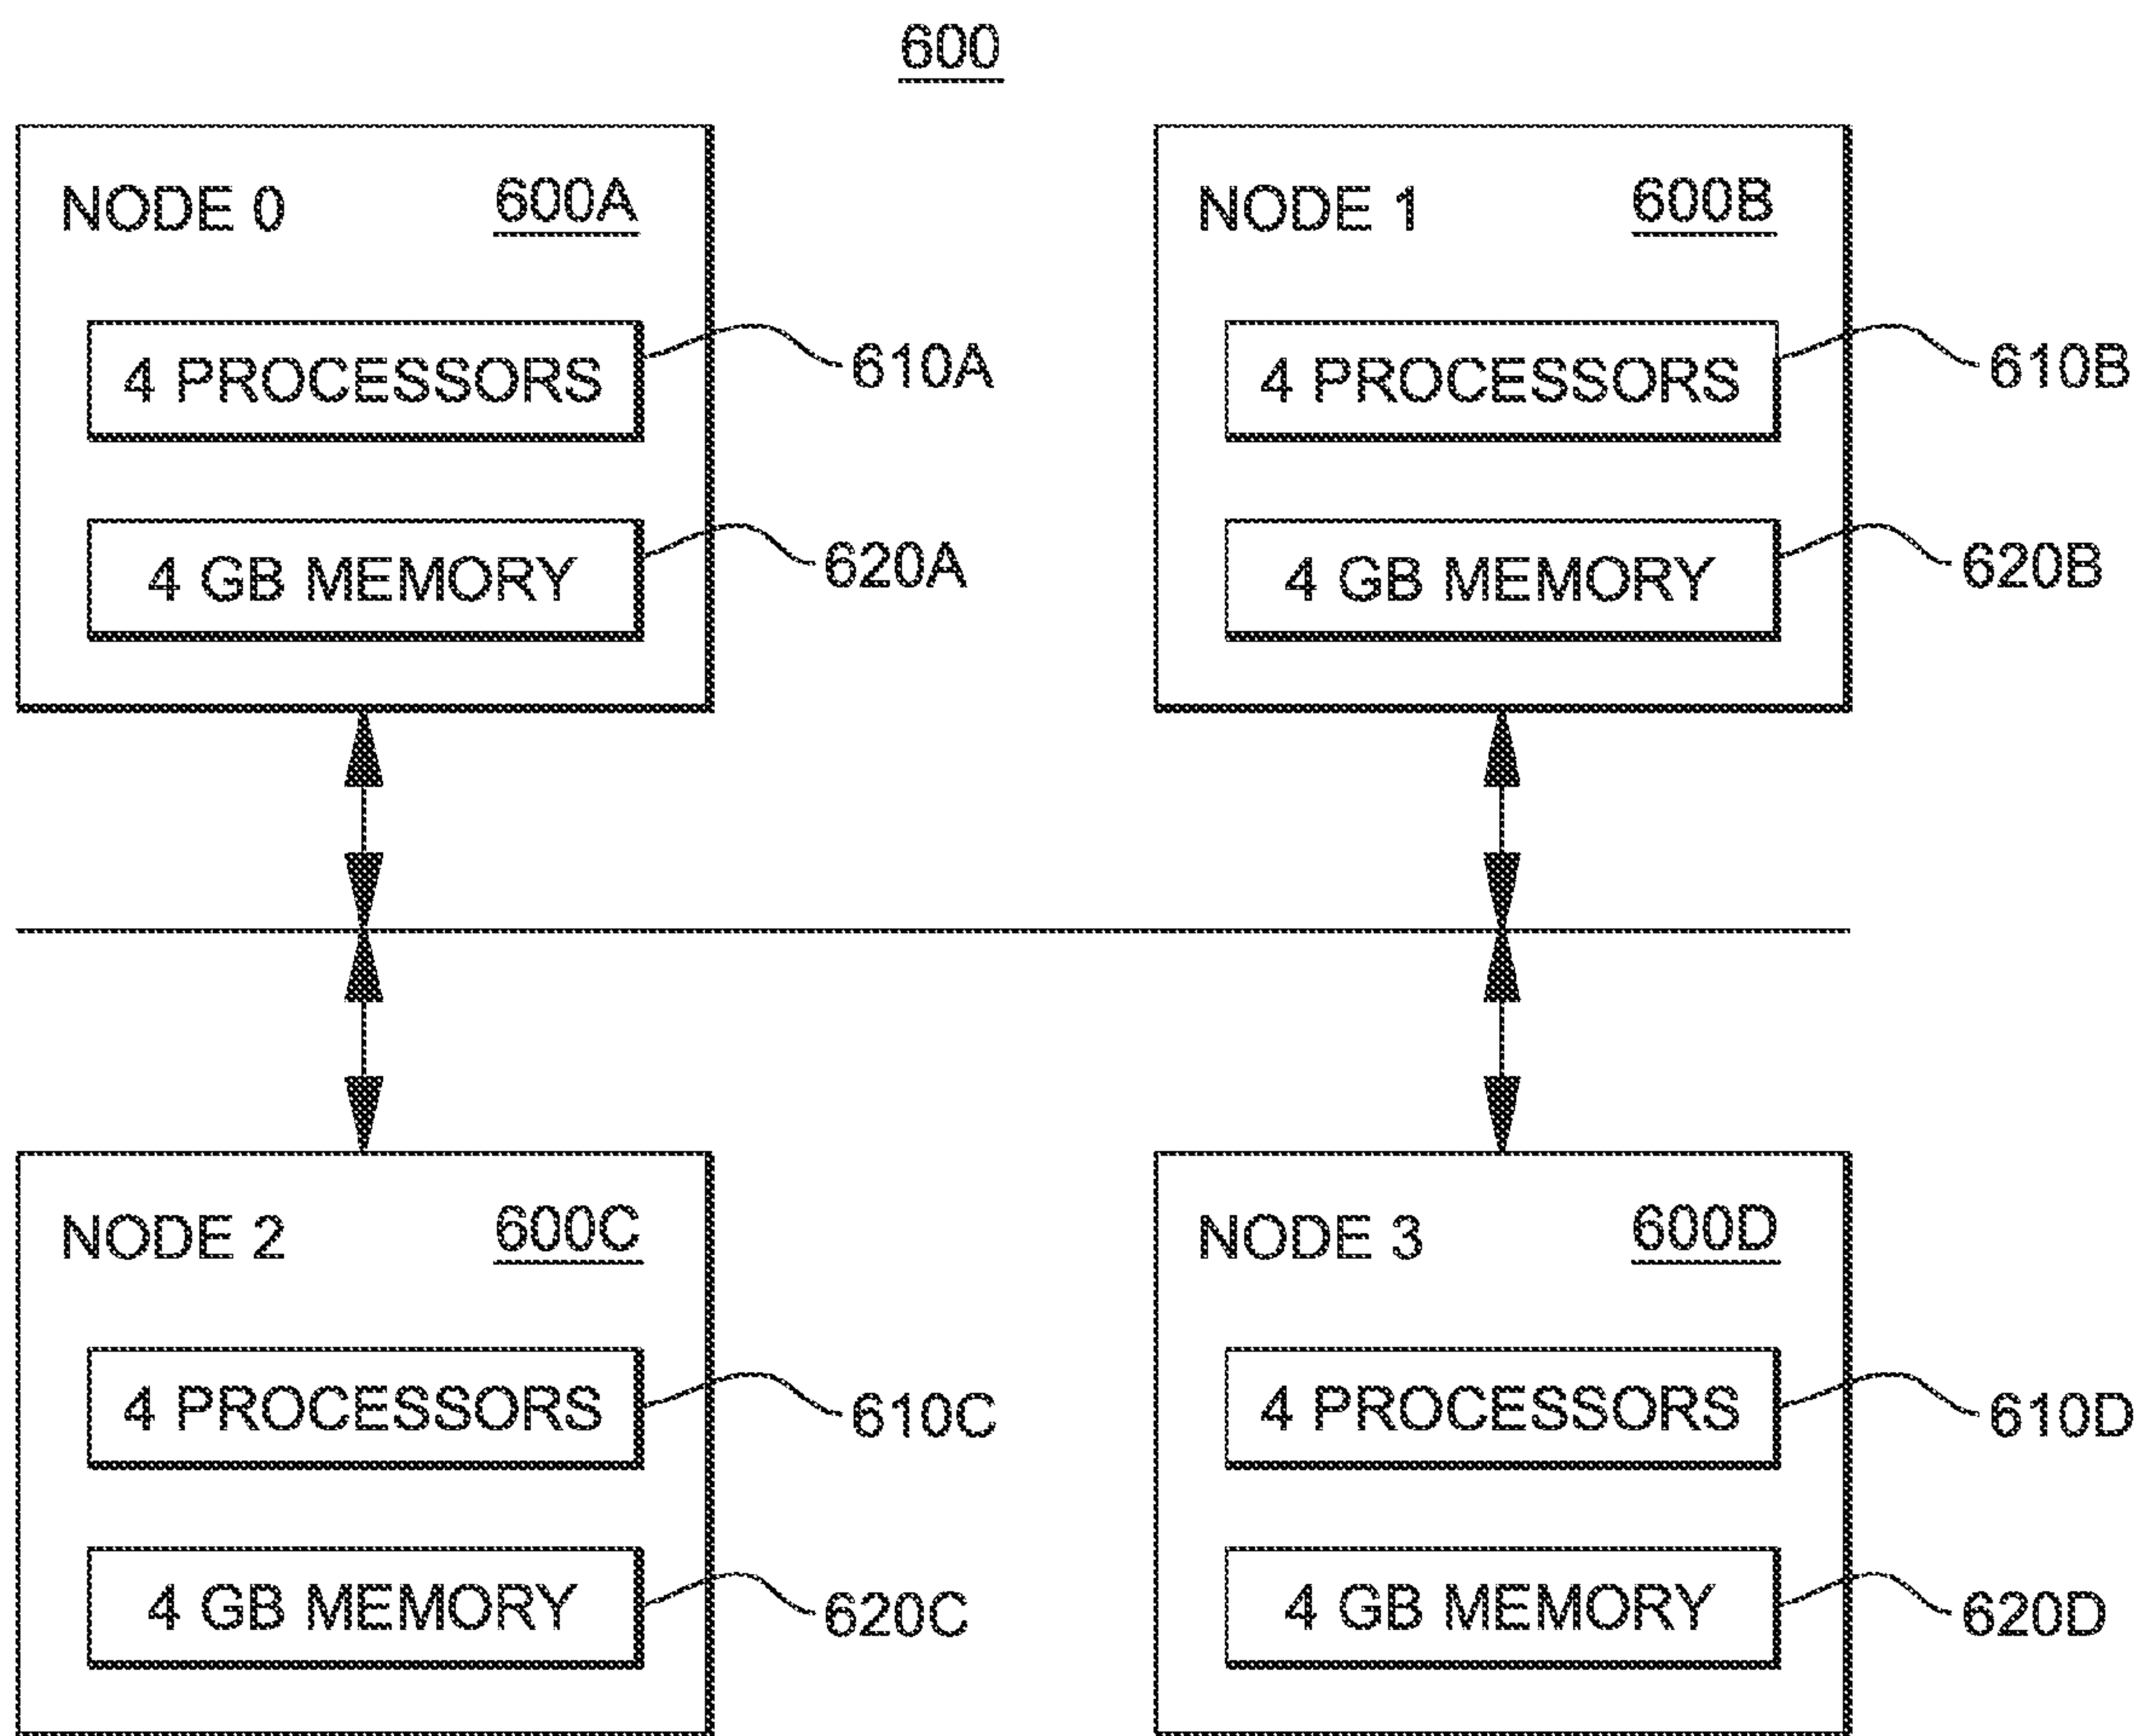 600
NODE 0 600A
4 PROCESSORS 610A
4 GB MEMORY 620A
NODE 1 600B
4 PROCESSORS 610B
4 GB MEMORY 620B
NODE 2 600C
4 PROCESSORS 610C
4 GB MEMORY 620C
NODE 3 600D
4 PROCESSORS 610D
4 GB MEMORY 620D